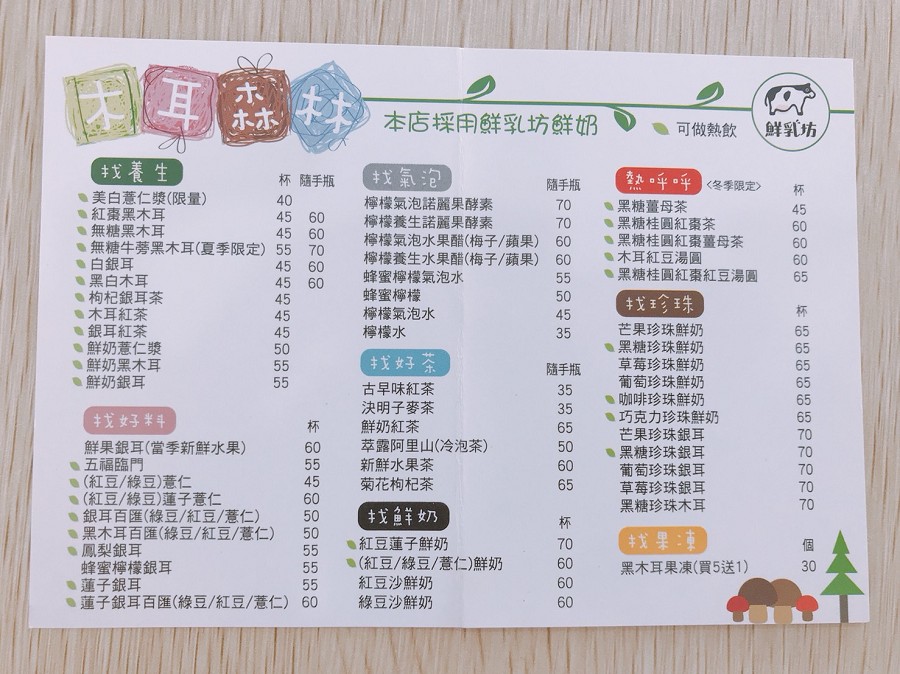 木耳森林
本店採用鮮乳坊鮮奶
可做熱飲
鮮乳坊
找養生
杯 隨手瓶
美白薏仁漿(限量) 40
紅棗黑木耳 45 60
無糖黑木耳 45 60
無糖牛蒡黑木耳(夏季限定) 55 70
白銀耳 45 60
黑白木耳 45 60
枸杞銀耳茶 45
木耳紅茶 45
銀耳紅茶 45
鮮奶薏仁漿 50
鮮奶黑木耳 55
鮮奶銀耳 55
找好料
杯
鮮果銀耳(當季新鮮水果) 60
五福臨門 55
(紅豆/綠豆)薏仁 45
(紅豆/綠豆)蓮子薏仁 60
銀耳百匯(綠豆/紅豆/薏仁) 50
黑木耳百匯(綠豆/紅豆/薏仁) 50
鳳梨銀耳 55
蜂蜜檸檬銀耳 55
蓮子銀耳 55
蓮子銀耳百匯(綠豆/紅豆/薏仁) 60
找氣泡
隨手瓶
檸檬氣泡諾麗果酵素 70
檸檬養生諾麗果酵素 70
檸檬氣泡水果醋(梅子/蘋果) 60
檸檬養生水果醋(梅子/蘋果) 60
蜂蜜檸檬氣泡水 55
蜂蜜檸檬 50
檸檬氣泡水 45
檸檬水 35
找好茶
隨手瓶
古早味紅茶 35
決明子麥茶 35
鮮奶紅茶 65
萃露阿里山(冷泡茶) 50
新鮮水果茶 60
菊花枸杞茶 65
找鮮奶
杯
紅豆蓮子鮮奶 70
(紅豆/綠豆/薏仁)鮮奶 60
紅豆沙鮮奶 60
綠豆沙鮮奶 60
熱呼呼 <冬季限定>
杯
黑糖薑母茶 45
黑糖桂圓紅棗茶 60
黑糖桂圓紅棗薑母茶 60
木耳紅豆湯圓 60
黑糖桂圓紅棗紅豆湯圓 65
找珍珠
杯
芒果珍珠鮮奶 65
黑糖珍珠鮮奶 65
草莓珍珠鮮奶 65
葡萄珍珠鮮奶 65
咖啡珍珠鮮奶 65
巧克力珍珠鮮奶 65
芒果珍珠銀耳 70
黑糖珍珠銀耳 70
葡萄珍珠銀耳 70
草莓珍珠銀耳 70
黑糖珍珠木耳 70
找果凍
個
黑木耳果凍(買5送1) 30